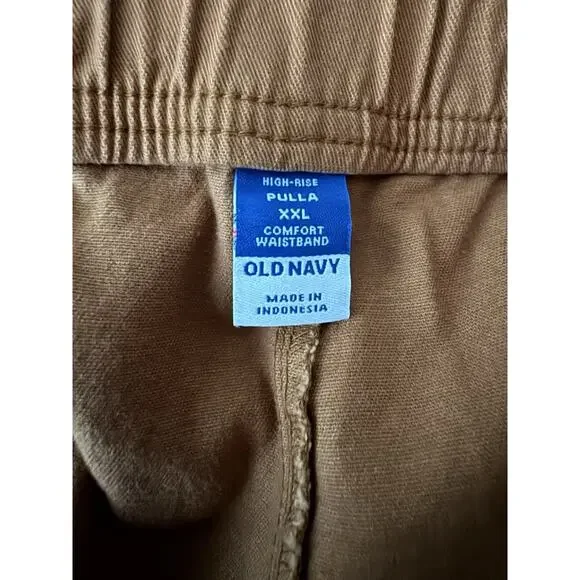 HIGH-RISE
PULLA
XXL
COMFORT
WAISTBAND
OLD NAVY
MADE IN
INDONESIA